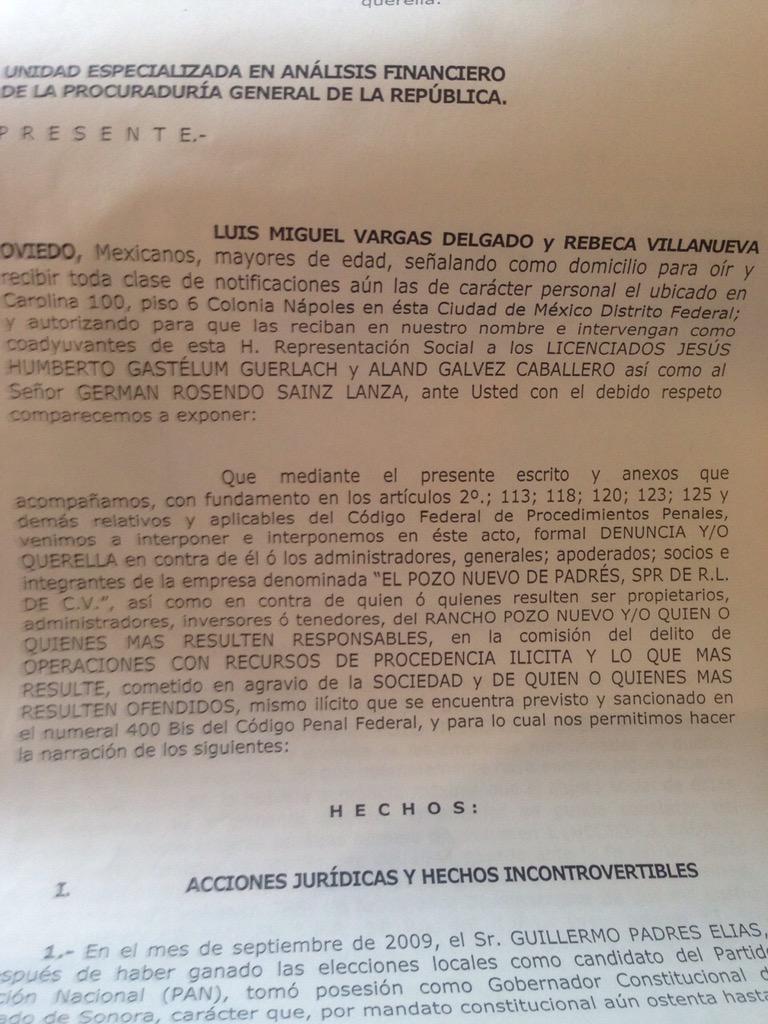 querella.
UNIDAD ESPECIALIZADA EN ANÁLISIS FINANCIERO
DE LA PROCURADURÍA GENERAL DE LA REPÚBLICA.
P R E S E N T E.-
LUIS MIGUEL VARGAS DELGADO y REBECA VILLANUEVA
OVIEDO, Mexicanos, mayores de edad, señalando como domicilio para oír y
recibir toda clase de notificaciones aún las de carácter personal el ubicado en
Carolina 100, piso 6 Colonia Nápoles en ésta Ciudad de México Distrito Federal;
y autorizando para que las reciban en nuestro nombre e intervengan como
coadyuvantes de esta H. Representación Social a los LICENCIADOS JESÚS
HUMBERTO GASTÉLUM GUERLACH y ALAND GALVEZ CABALLERO así como al
Señor GERMAN ROSENDO SAINZ LANZA, ante Usted con el debido respeto
comparecemos a exponer:
Que mediante el presente escrito y anexos que
acompañamos, con fundamento en los artículos 2º.; 113; 118; 120; 123; 125 y
demás relativos y aplicables del Código Federal de Procedimientos Penales,
venimos a interponer e interponemos en éste acto, formal DENUNCIA Y/O
QUERELLA en contra de él ó los administradores, generales; apoderados; socios e
integrantes de la empresa denominada "EL POZO NUEVO DE PADRÉS, SPR DE R.L.
DE C.V.", así como en contra de quien ó quienes resulten ser propietarios,
administradores, inversores ó tenedores, del RANCHO POZO NUEVO Y/O QUIEN O
QUIENES MAS RESULTEN RESPONSABLES, en la comisión del delito de
OPERACIONES CON RECURSOS DE PROCEDENCIA ILICITA Y LO QUE MAS
RESULTE, cometido en agravio de la SOCIEDAD y DE QUIEN O QUIENES MAS
RESULTEN OFENDIDOS, mismo ilícito que se encuentra previsto y sancionado en
el numeral 400 Bis del Código Penal Federal, y para lo cual nos permitimos hacer
la narración de los siguientes:
H E C H O S :
I. ACCIONES JURÍDICAS Y HECHOS INCONTROVERTIBLES
1.- En el mes de septiembre de 2009, el Sr. GUILLERMO PADRES ELIAS,
spués de haber ganado las elecciones locales como candidato del Partido
ción Nacional (PAN), tomó posesión como Gobernador Constitucional d
ado de Sonora, carácter que, por mandato constitucional aún ostenta hasta